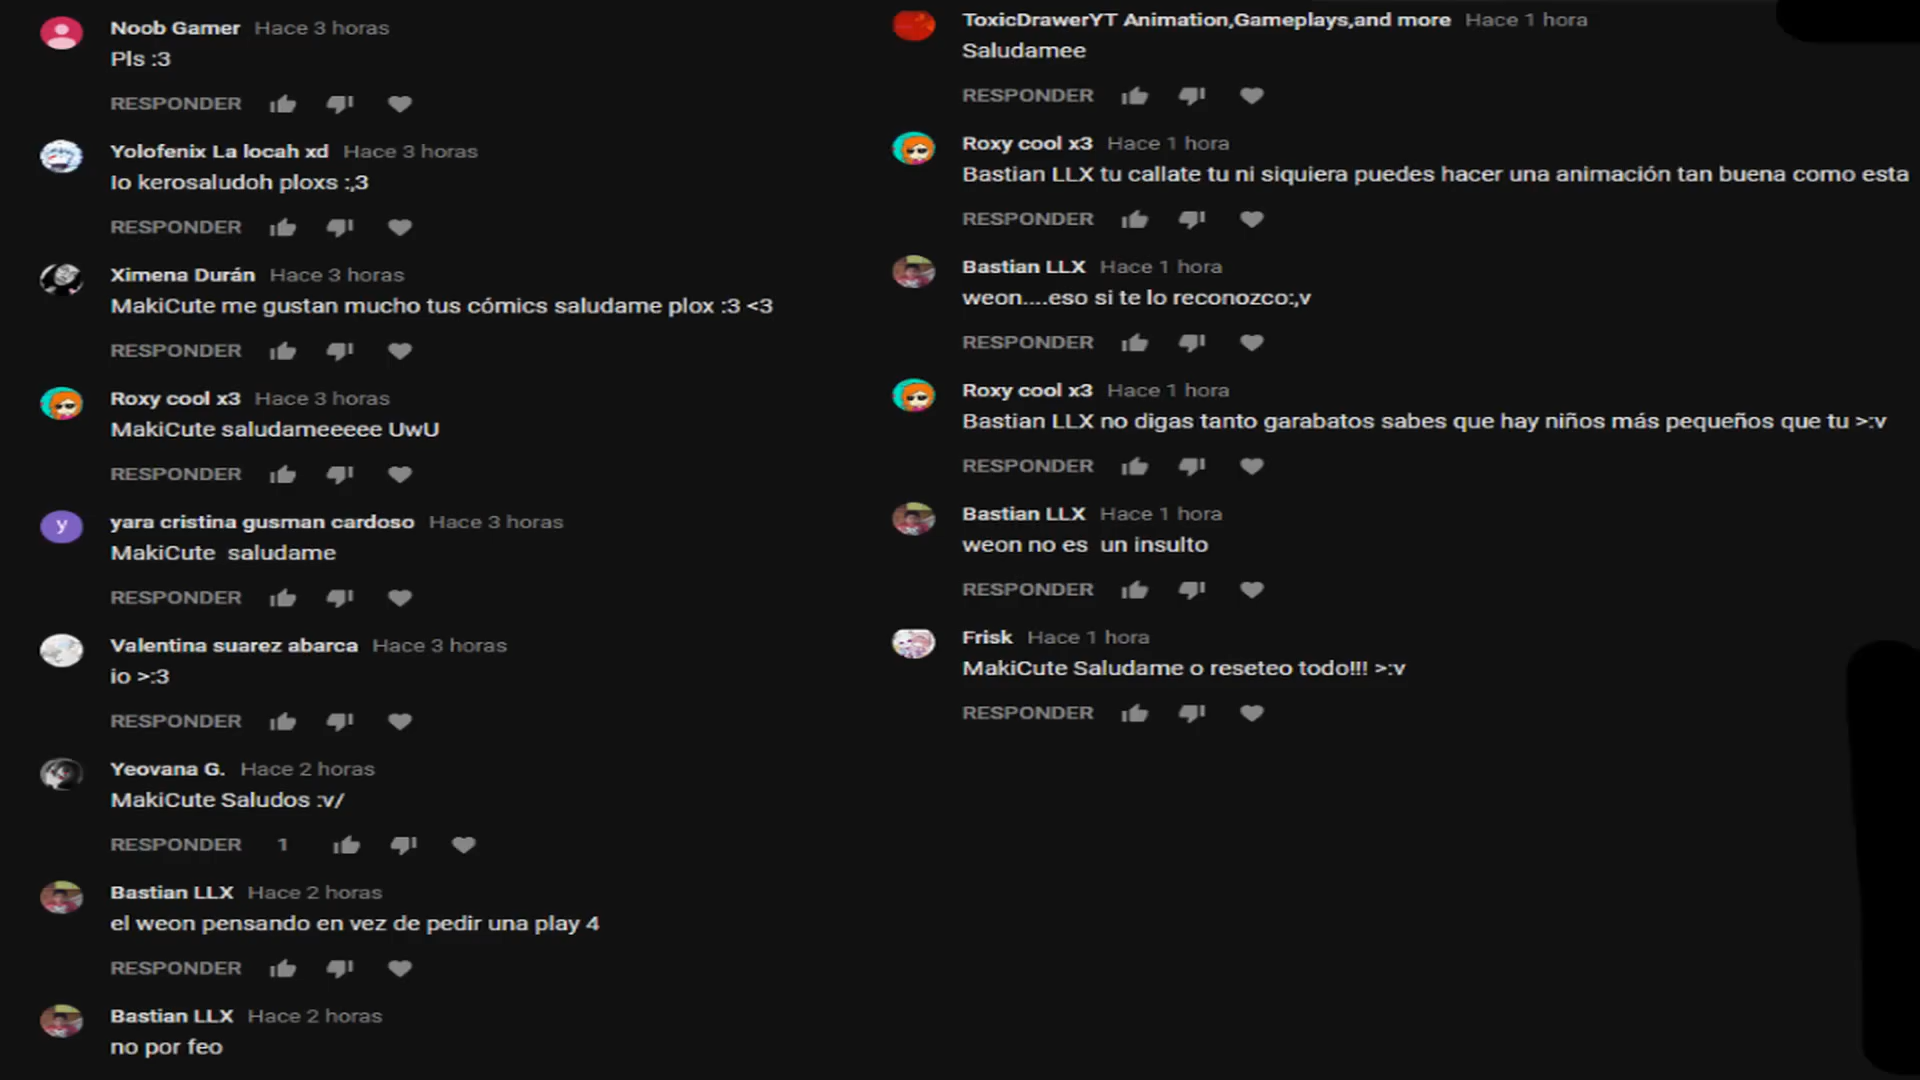 Noob Gamer Hace 3 horas
Pls :3
RESPONDER
Yolofenix La locah xd Hace 3 horas
Io kerosaludoh ploxs :,3
RESPONDER
Ximena Durán Hace 3 horas
MakiCute me gustan mucho tus cómics saludame plox :3 <3
RESPONDER
Roxy cool x3 Hace 3 horas
MakiCute saludameeeee UwU
RESPONDER
y
yara cristina gusman cardoso Hace 3 horas
MakiCute  saludame
RESPONDER
Valentina suarez abarca Hace 3 horas
io >:3
RESPONDER
Yeovana G. Hace 2 horas
MakiCute Saludos :v/
RESPONDER 1
Bastian LLX Hace 2 horas
el weon pensando en vez de pedir una play 4
RESPONDER
Bastian LLX Hace 2 horas
no por feo
ToxicDrawerYT Animation,Gameplays,and more Hace 1 hora
Saludamee
RESPONDER
Roxy cool x3 Hace 1 hora
Bastian LLX tu callate tu ni siquiera puedes hacer una animación tan buena como esta
RESPONDER
Bastian LLX Hace 1 hora
weon....eso si te lo reconozco:,v
RESPONDER
Roxy cool x3 Hace 1 hora
Bastian LLX no digas tanto garabatos sabes que hay niños más pequeños que tu >:v
RESPONDER
Bastian LLX Hace 1 hora
weon no es  un insulto
RESPONDER
Frisk Hace 1 hora
MakiCute Saludame o reseteo todo!!! >:v
RESPONDER